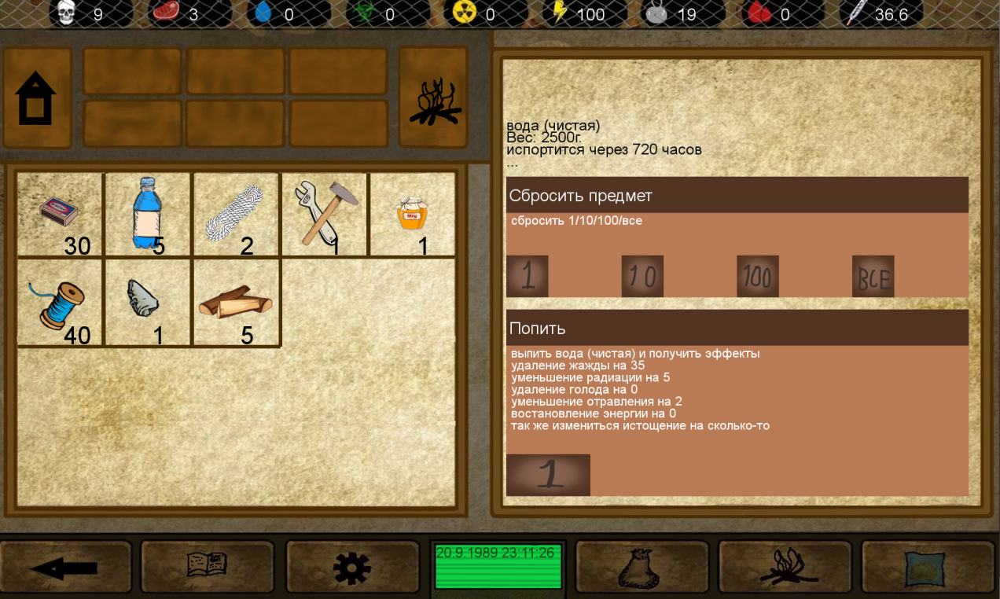 9 3 0 0 0 100 19 0 36.6
вода (чистая)
Вес: 2500г.
испортится через 720 часов
...
Сбросить предмет
сбросить 1/10/100/все
1 10 100 ВСЕ
Попить
выпить вода (чистая) и получить эффекты
удаление жажды на 35
уменьшение радиации на 5
удаление голода на 0
уменьшение отравления на 2
востановление энергии на 0
так же измениться истощение на сколько-то
1
30 5 2 1 1
40 1 5
20.9.1989 23:11:26